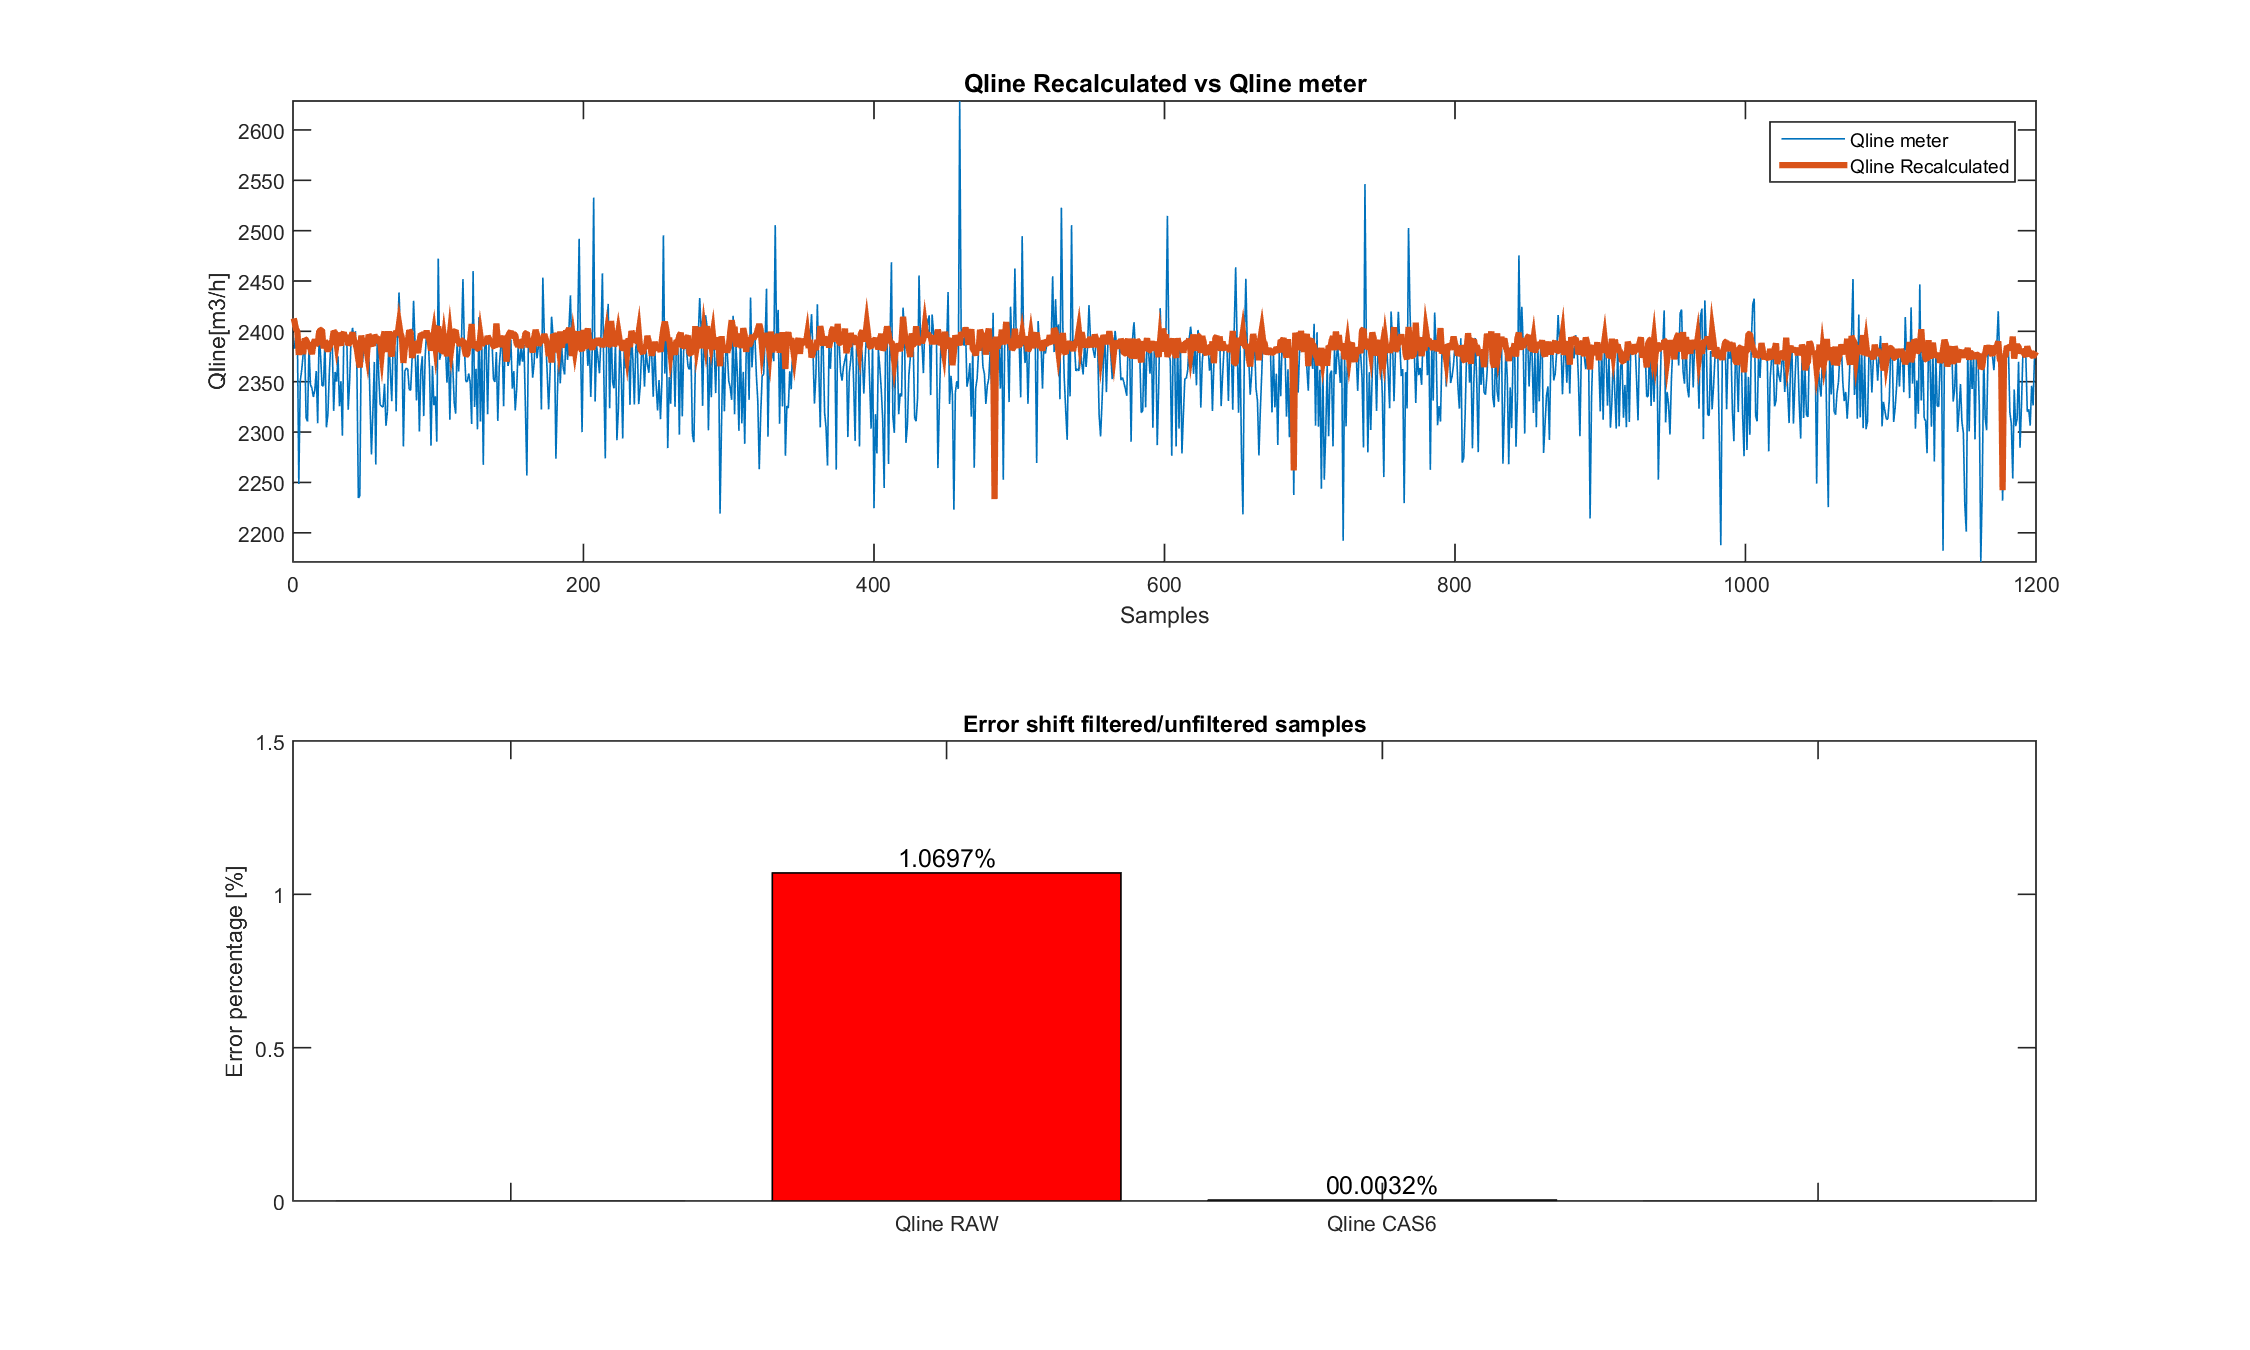 Qline Recalculated vs Qline meter
Qline[m3/h]
2600
2550
2500
2450
2400
2350
2300
2250
2200
Qline meter
Qline Recalculated
0 200 400 600 800 1000 1200
Samples
Error shift filtered/unfiltered samples
Error percentage [%]
1.5
1
0.5
0
1.0697%
00.0032%
Qline RAW Qline CAS6